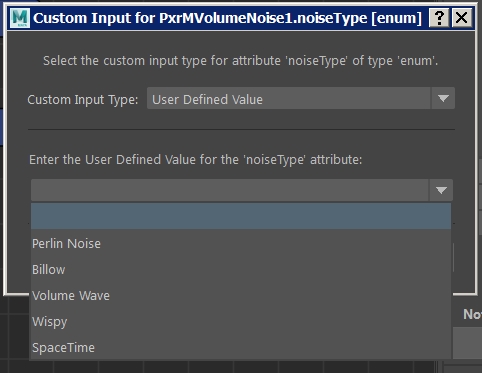 Custom Input for PxrMVolumeNoise1.noiseType [enum]
Select the custom input type for attribute 'noiseType' of type 'enum'.
Custom Input Type: User Defined Value
Enter the User Defined Value for the 'noiseType' attribute:
Perlin Noise
Billow
Volume Wave
Wispy
SpaceTime